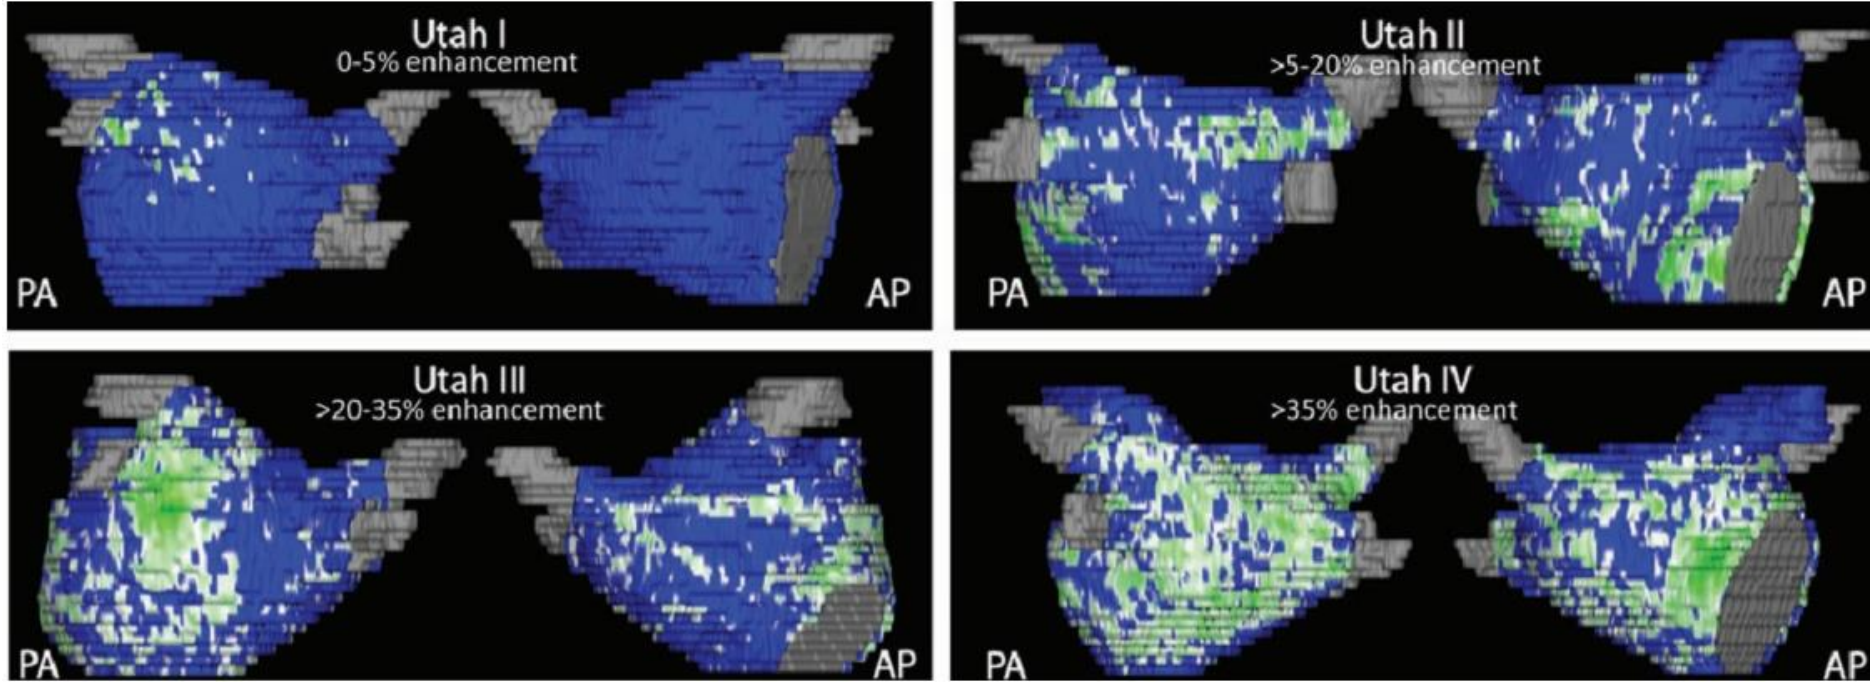 Utah I
0-5% enhancement
PA
AP
Utah II
>5-20% enhancement
PA
AP
Utah III
>20-35% enhancement
PA
AP
Utah IV
>35% enhancement
PA
AP